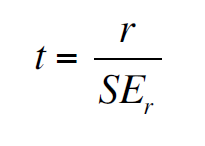 t = r / SE_r